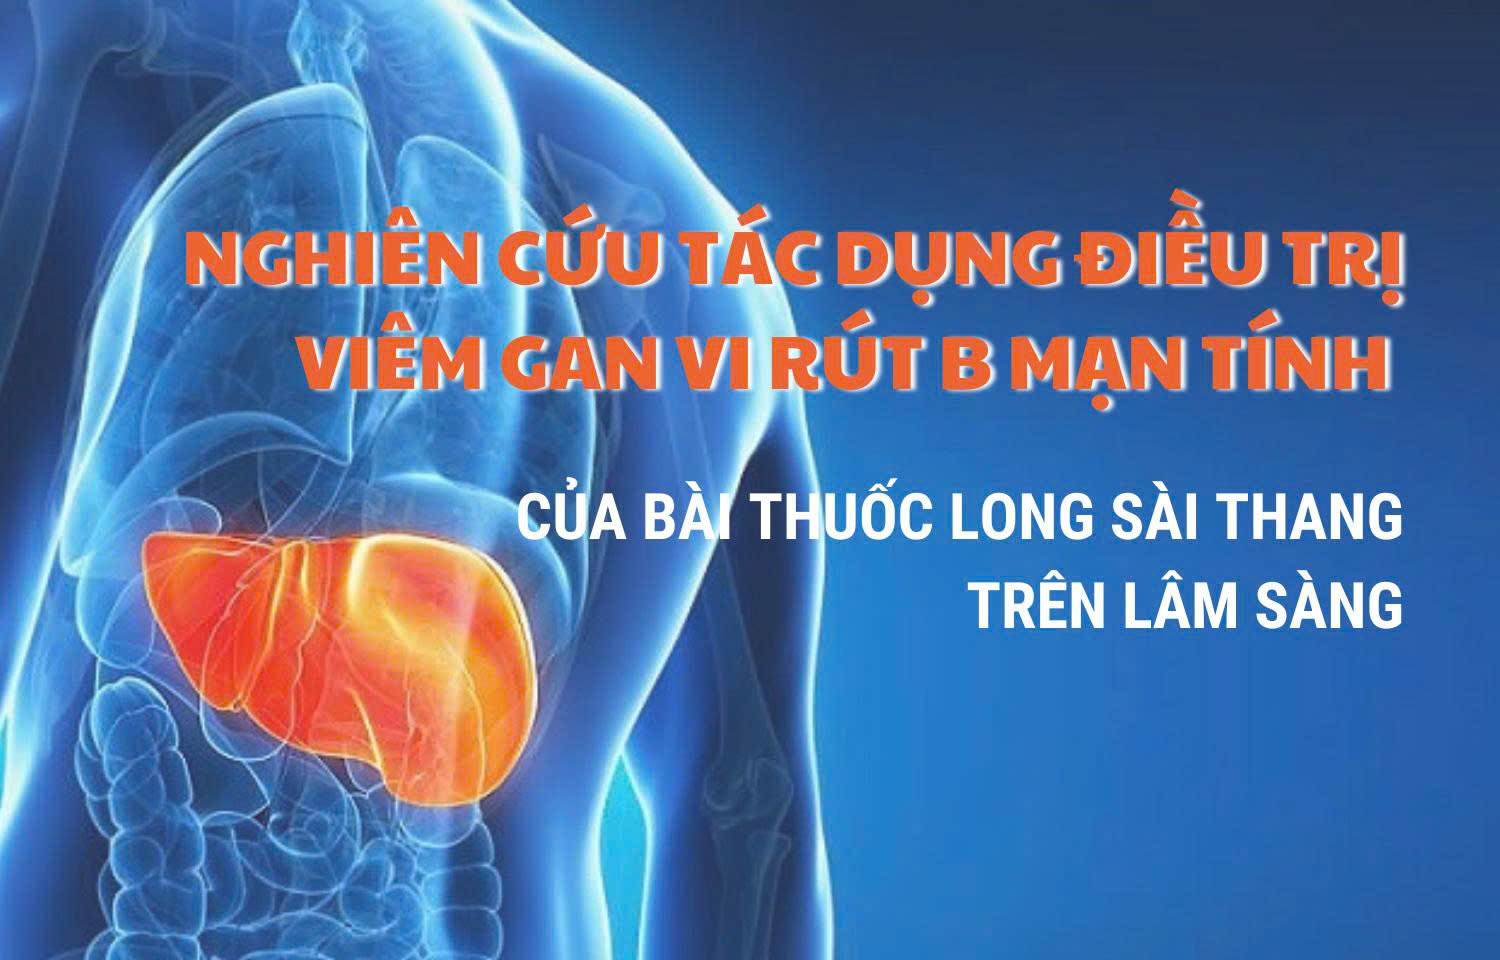 NGHIÊN CỨU TÁC DỤNG ĐIỀU TRỊ
VIÊM GAN VI RÚT B MẠN TÍNH
CỦA BÀI THUỐC LONG SÀI THANG
TRÊN LÂM SÀNG